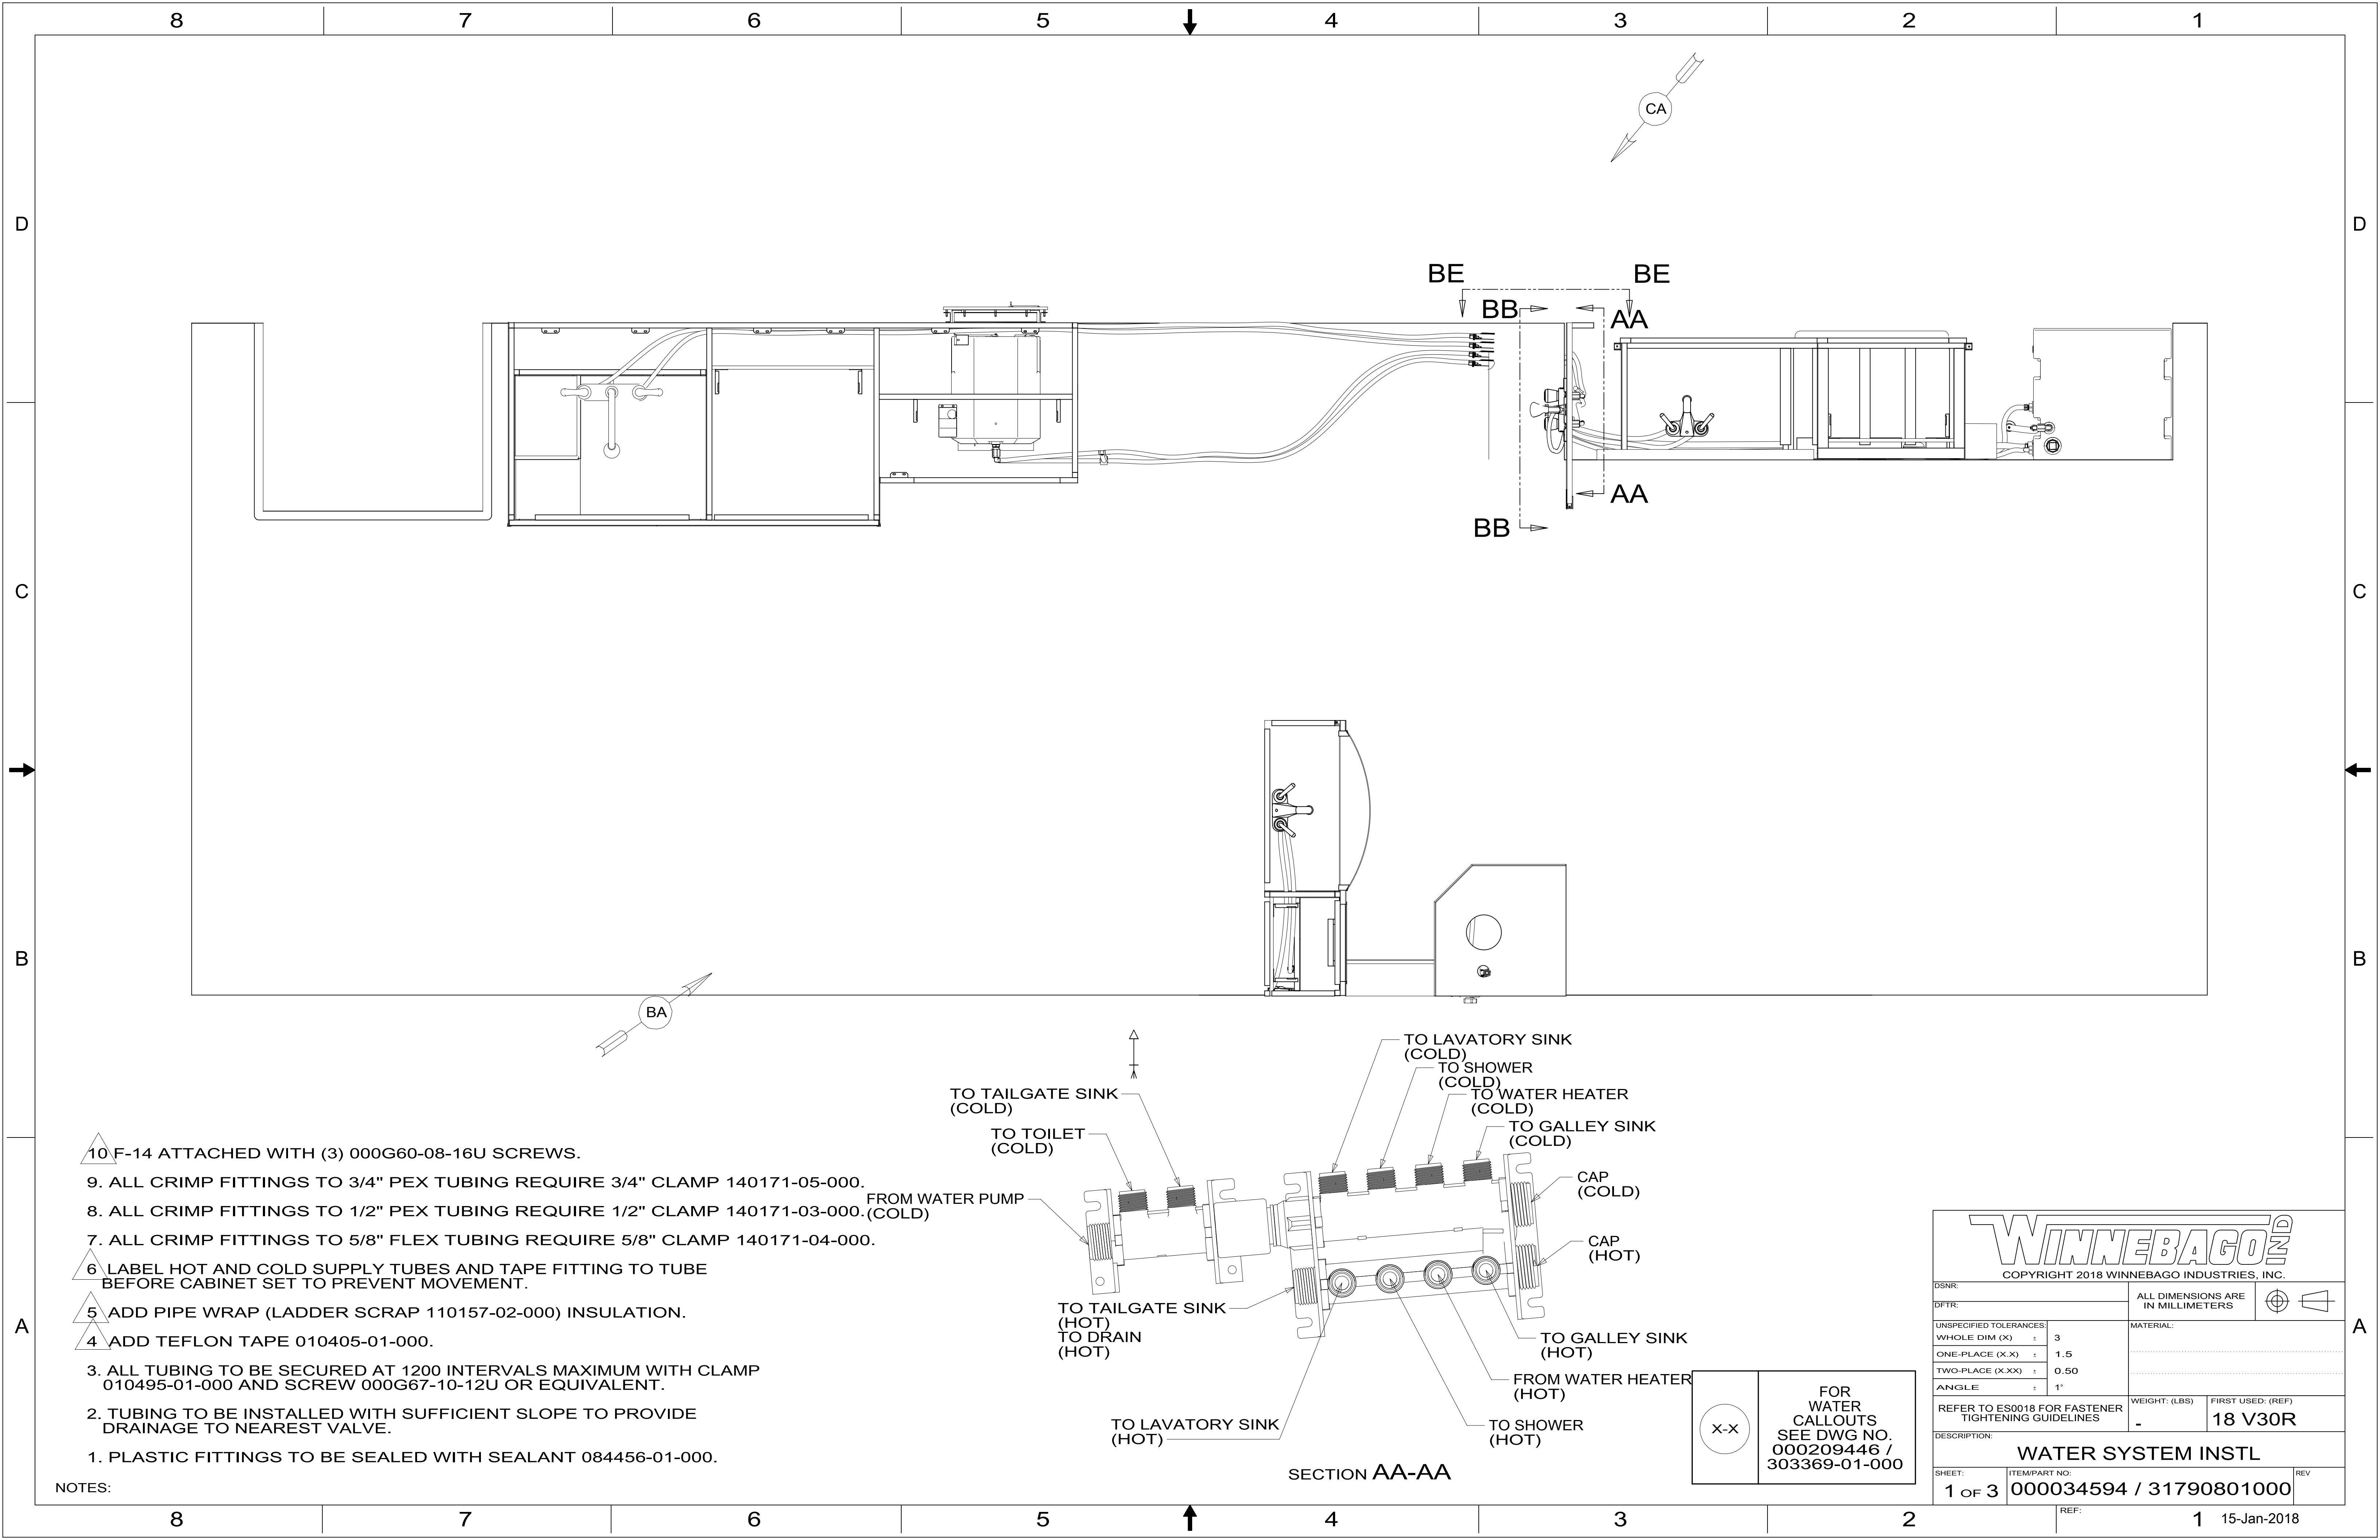 8 7 6 5 4 3 2 1
D
D
C
C
B
B
A
A
CA
BE
BE
BB
AA
AA
BB
BA
TO LAVATORY SINK
(COLD)
TO SHOWER
(COLD)
TO WATER HEATER
(COLD)
TO GALLEY SINK
(COLD)
TO TAILGATE SINK
(COLD)
TO TOILET
(COLD)
FROM WATER PUMP
(COLD)
CAP
(COLD)
CAP
(HOT)
TO TAILGATE SINK
(HOT)
TO DRAIN
(HOT)
TO GALLEY SINK
(HOT)
FROM WATER HEATER
(HOT)
TO SHOWER
(HOT)
TO LAVATORY SINK
(HOT)
SECTION AA-AA
10 F-14 ATTACHED WITH (3) 000G60-08-16U SCREWS.
9. ALL CRIMP FITTINGS TO 3/4" PEX TUBING REQUIRE 3/4" CLAMP 140171-05-000.
8. ALL CRIMP FITTINGS TO 1/2" PEX TUBING REQUIRE 1/2" CLAMP 140171-03-000.
7. ALL CRIMP FITTINGS TO 5/8" FLEX TUBING REQUIRE 5/8" CLAMP 140171-04-000.
6 LABEL HOT AND COLD SUPPLY TUBES AND TAPE FITTING TO TUBE
BEFORE CABINET SET TO PREVENT MOVEMENT.
5 ADD PIPE WRAP (LADDER SCRAP 110157-02-000) INSULATION.
4 ADD TEFLON TAPE 010405-01-000.
3. ALL TUBING TO BE SECURED AT 1200 INTERVALS MAXIMUM WITH CLAMP
010495-01-000 AND SCREW 000G67-10-12U OR EQUIVALENT.
2. TUBING TO BE INSTALLED WITH SUFFICIENT SLOPE TO PROVIDE
DRAINAGE TO NEAREST VALVE.
1. PLASTIC FITTINGS TO BE SEALED WITH SEALANT 084456-01-000.
NOTES:
X-X
FOR
WATER
CALLOUTS
SEE DWG NO.
000209446 /
303369-01-000
WINNEBAGO IND
COPYRIGHT 2018 WINNEBAGO INDUSTRIES, INC.
DSNR:
DFTR:
ALL DIMENSIONS ARE
IN MILLIMETERS
UNSPECIFIED TOLERANCES:
WHOLE DIM (X) ± 3
ONE-PLACE (X.X) ± 1.5
TWO-PLACE (X.XX) ± 0.50
ANGLE ± 1°
MATERIAL:
REFER TO ES0018 FOR FASTENER
TIGHTENING GUIDELINES
WEIGHT: (LBS)
-
FIRST USED: (REF)
18 V30R
DESCRIPTION:
WATER SYSTEM INSTL
SHEET:
1 OF 3
ITEM/PART NO:
000034594 / 31790801000
REV
REF:
8 7 6 5 4 3 2 1
15-Jan-2018